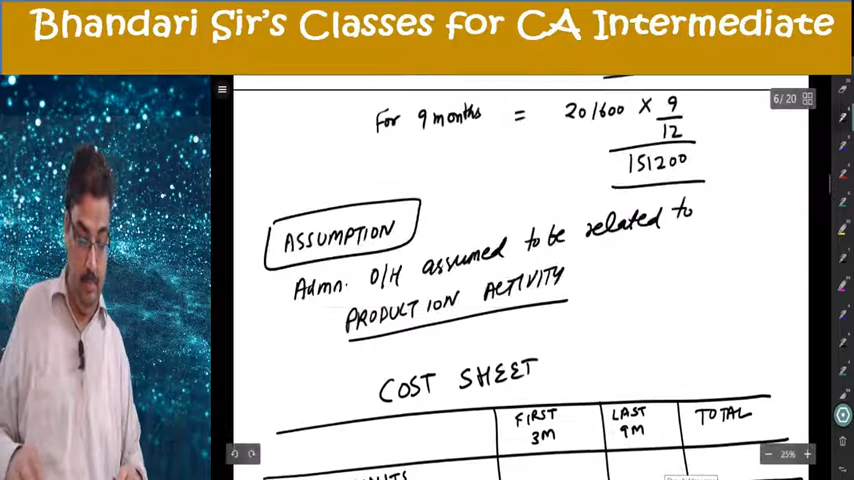 Bhandari Sir's Classes for CA Intermediate
6/20
For 9 months = 201600 X 9
12
151200
ASSUMPTION
Admn. O/H assumed to be related to
PRODUCTION ACTIVITY
COST SHEET
FIRST 3M LAST 9M TOTAL
25%